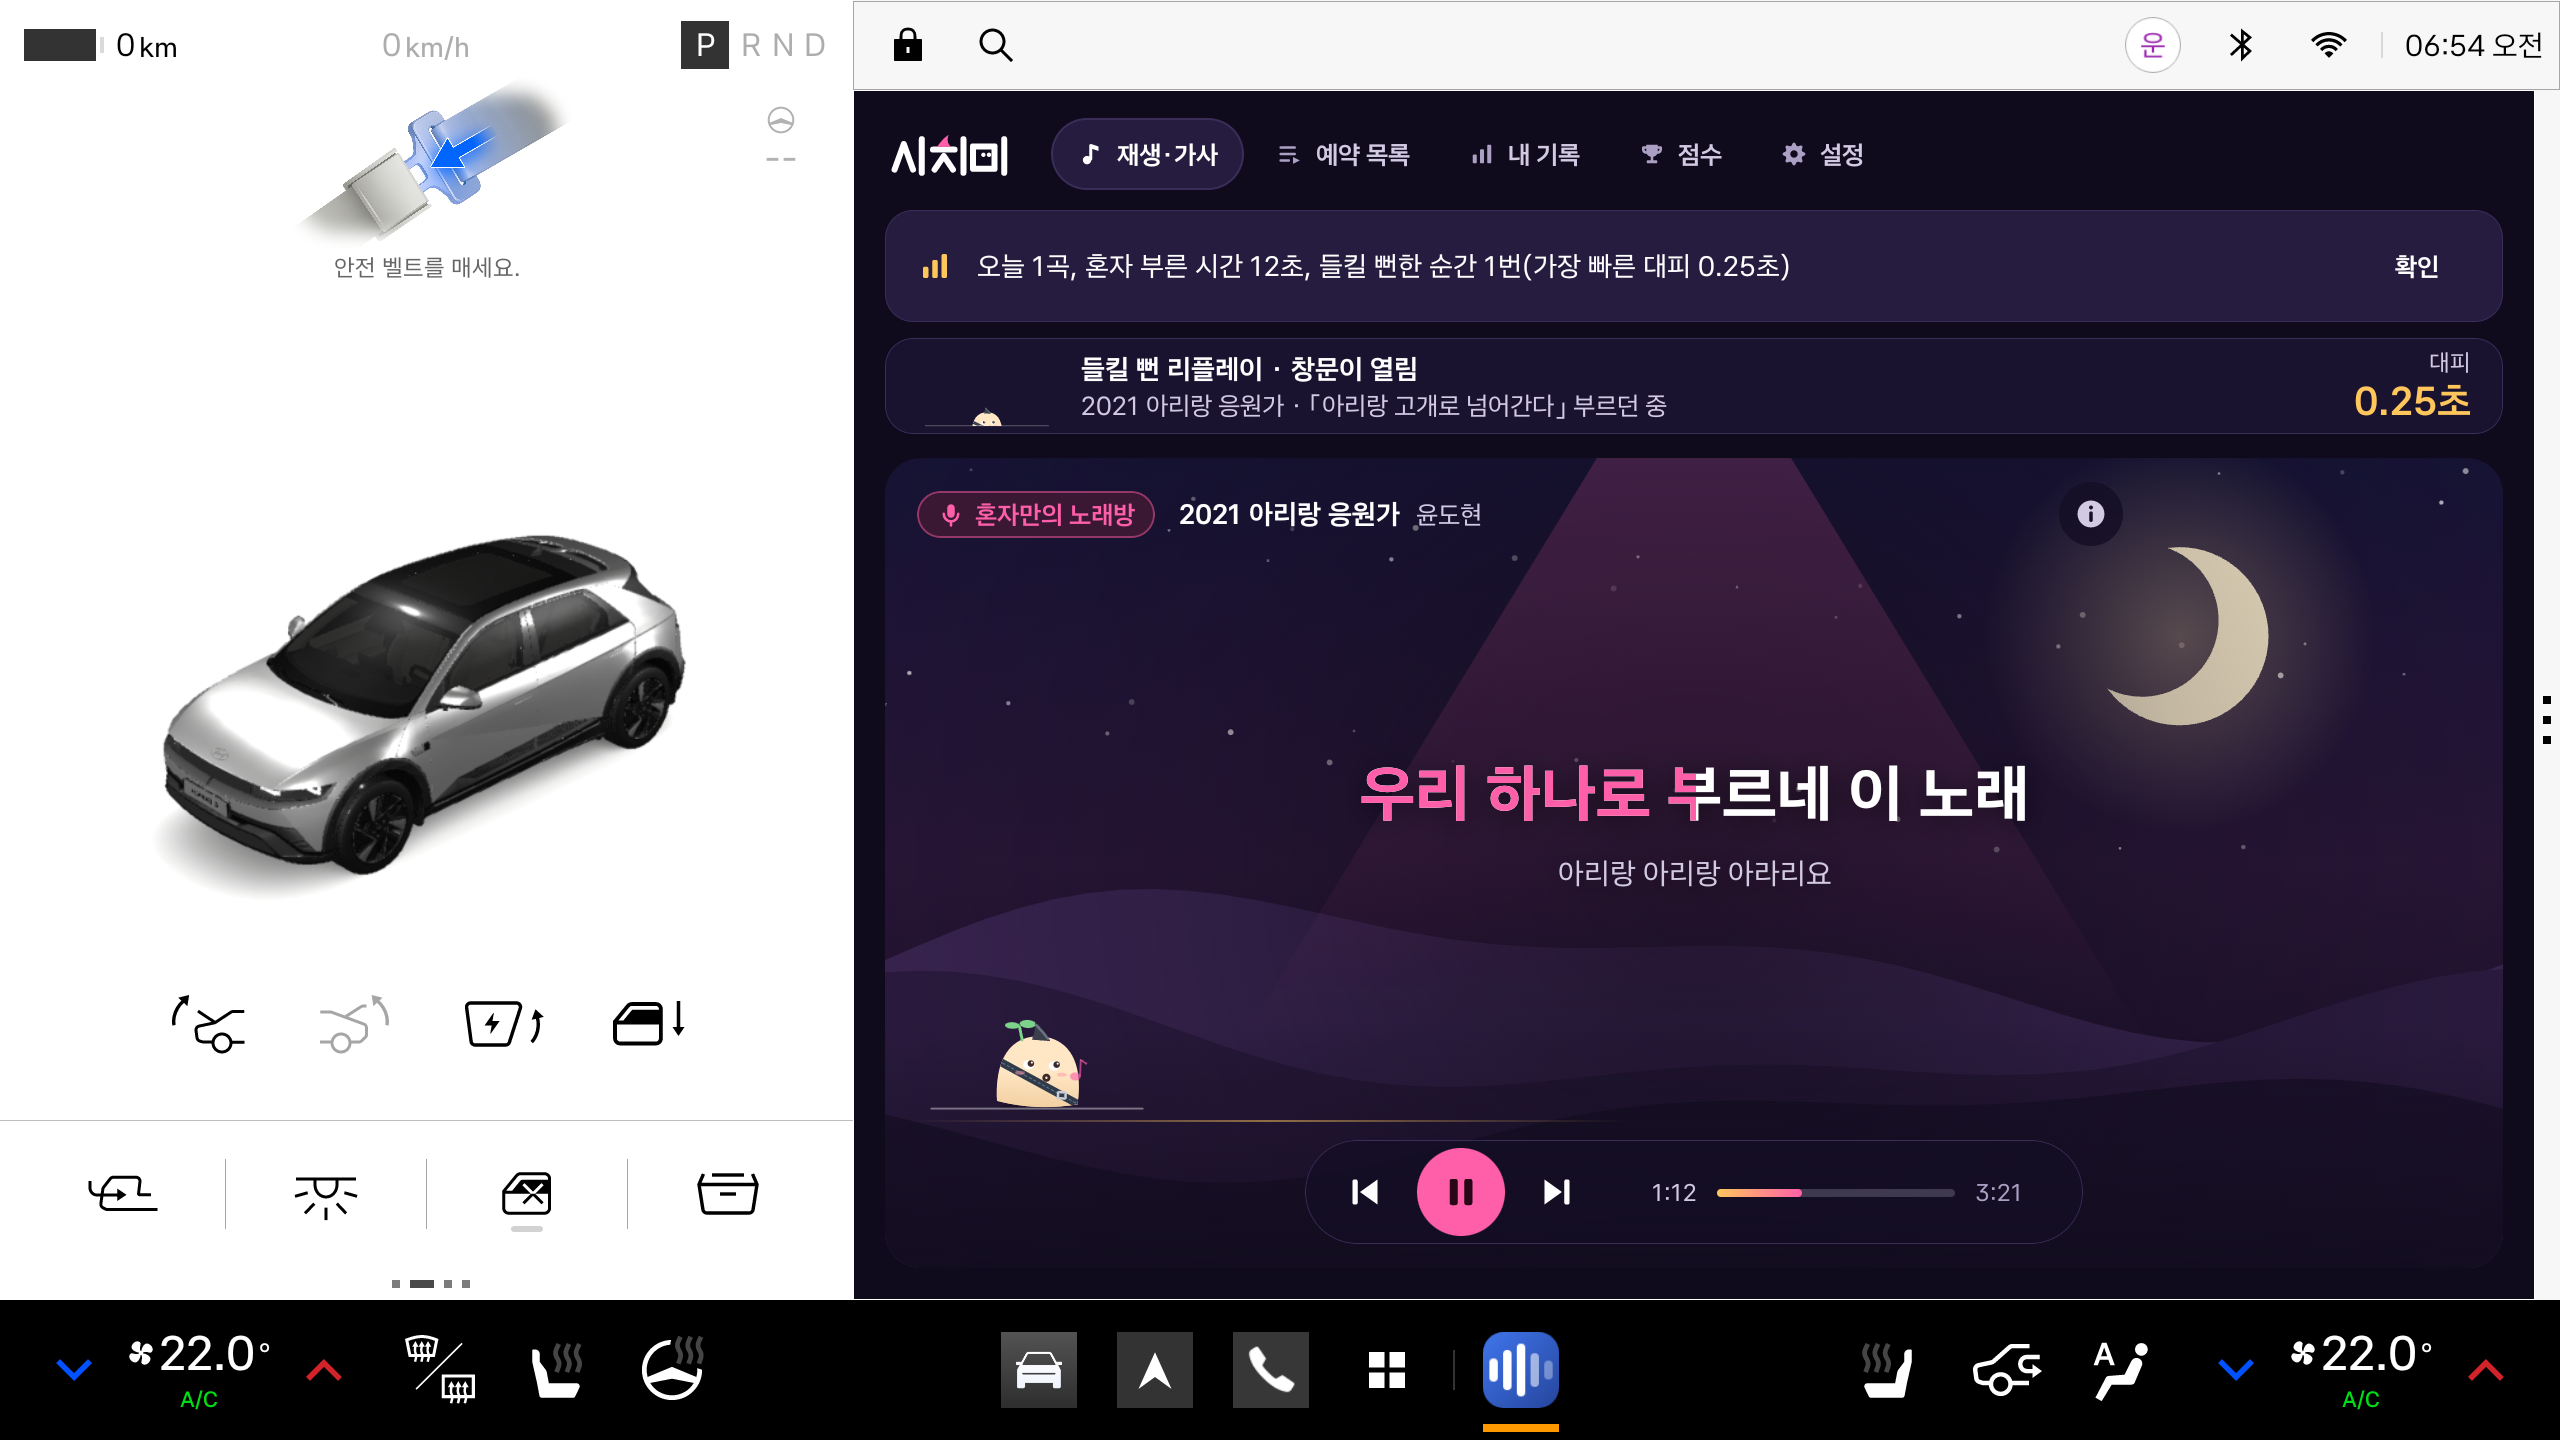 0 km
0 km/h
P R N D
운
06:54 오전
안전 벨트를 매세요.
시치미
재생·가사
예약 목록
내 기록
점수
설정
오늘 1곡, 혼자 부른 시간 12초, 들킬 뻔한 순간 1번(가장 빠른 대피 0.25초)
확인
들킬 뻔 리플레이 · 창문이 열림
2021 아리랑 응원가 · 「아리랑 고개로 넘어간다」 부르던 중
대피
0.25초
혼자만의 노래방
2021 아리랑 응원가 윤도현
우리 하나로 부르네 이 노래
아리랑 아리랑 아라리요
1:12
3:21
22.0°
A/C
A
22.0°
A/C